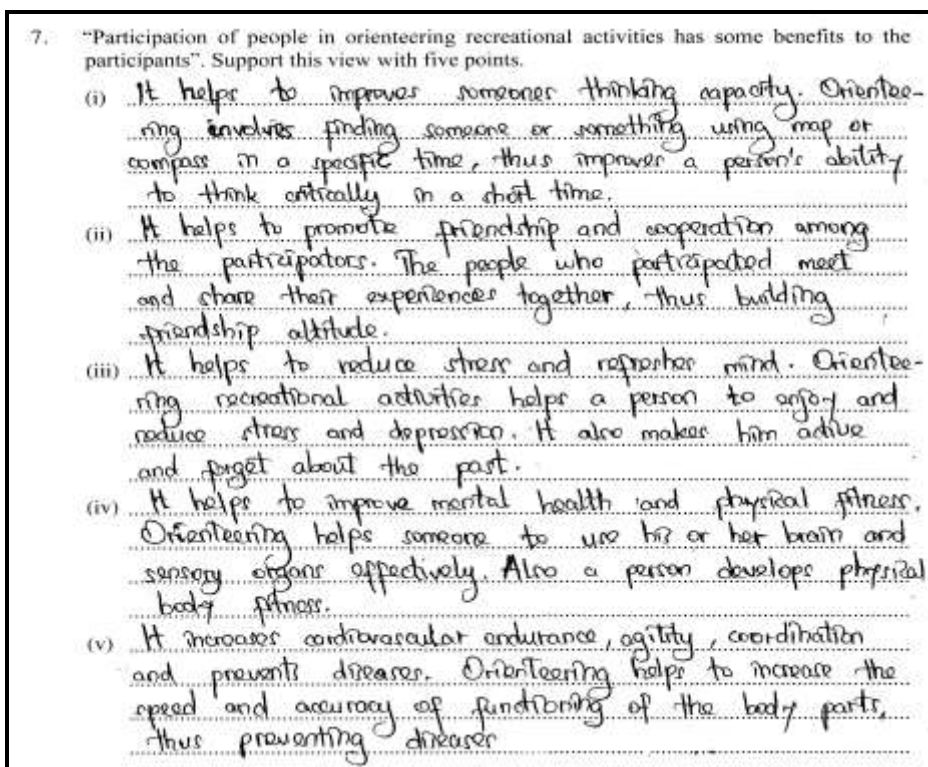 7. "Participation of people in orienteering recreational activities has some benefits to the
participants". Support this view with five points.
(i) It helps to improves someones thinking capacity. Orientee-
ring involves finding someone or something using map or
compass in a specific time, thus improves a person's ability
to think critically in a short time.
(ii) It helps to promote friendship and cooperation among
the participators. The people who participated meet
and share their experiences together, thus building
friendship attitude.
(iii) It helps to reduce stress and refreshes mind. Orientee-
ring recreational activities helps a person to enjoy and
reduce stress and depression. It also makes him active
and forget about the past.
(iv) It helps to improve mental health and physical fitness.
Orienteering helps someone to use his or her brain and
sensory organs effectively. Also a person develops physical
body fitness.
(v) It increases cardiovascular endurance, agility, coordination
and prevents diseases. Orienteering helps to increase the
speed and accuracy of functioning of the body parts,
thus preventing diseases